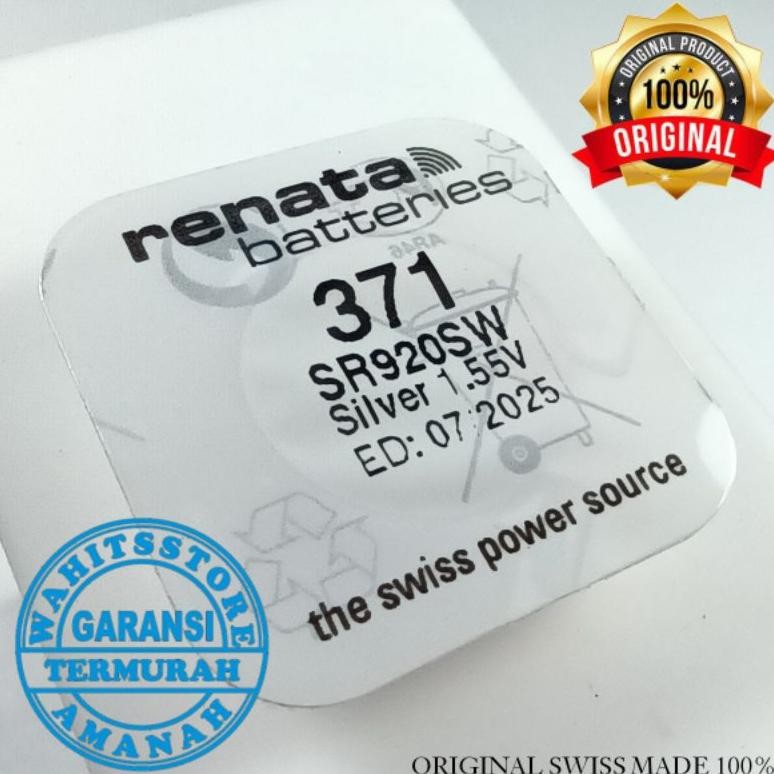 ORIGINAL PRODUCT
100%
ORIGINAL
renata
batteries
371
SR920SW
Silver 1.55V
ED: 07 2025
the swiss power source
WAHITSSTORE
GARANSI
TERMURAH
AMANAH
ORIGINAL SWISS MADE 100%